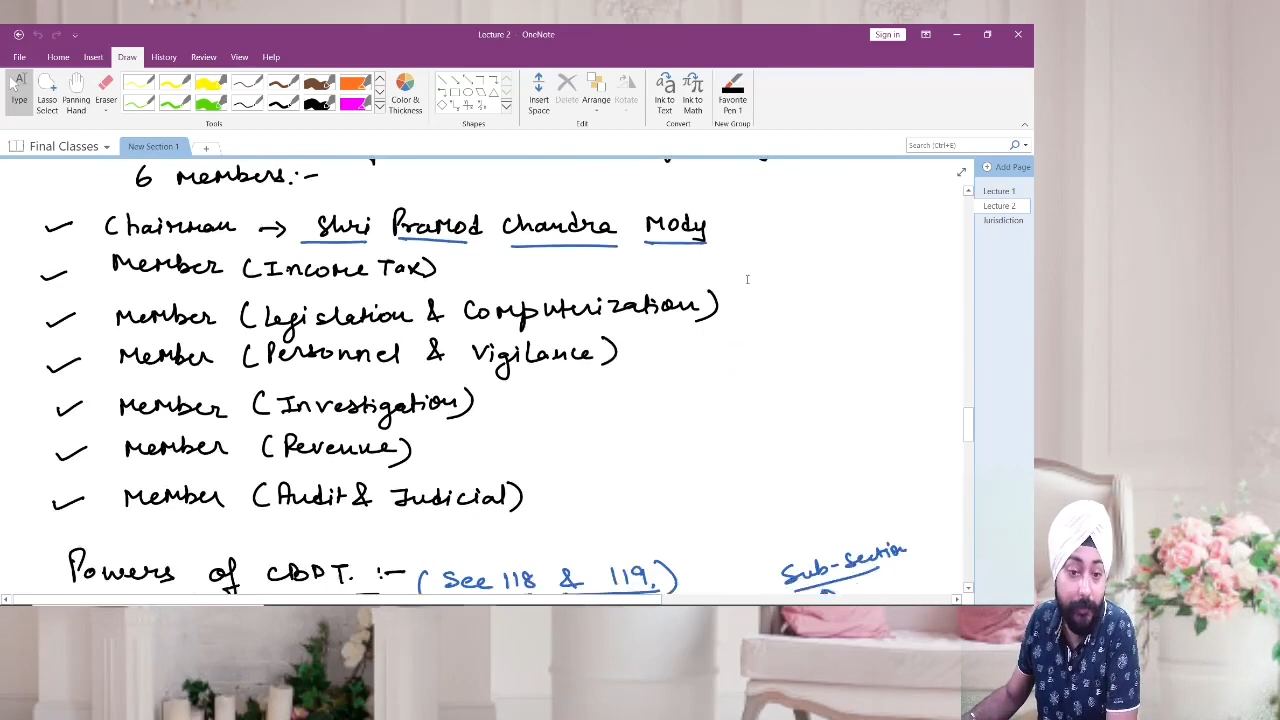 Lecture 2 - OneNote
Sign in
File Home Insert Draw History Review View Help
Type
Lasso Select
Panning Hand
Eraser
Color & Thickness
Insert Space
Delete
Arrange
Rotate
Ink to Text
Ink to Math
Favorite Pen 1
Tools
Shapes
Edit
Convert
New Group
Final Classes
New Section 1
Search (Ctrl+E)
Add Page
Lecture 1
Lecture 2
Jurisdiction
6 members:-
Chairman → Shri Pramod Chandra Mody
Member (Income Tax)
Member (Legislation & Computerization)
Member (Personnel & Vigilance)
Member (Investigation)
Member (Revenue)
Member (Audit & Judicial)
Powers of CBDT :- (See 118 & 119.)
Sub-Section